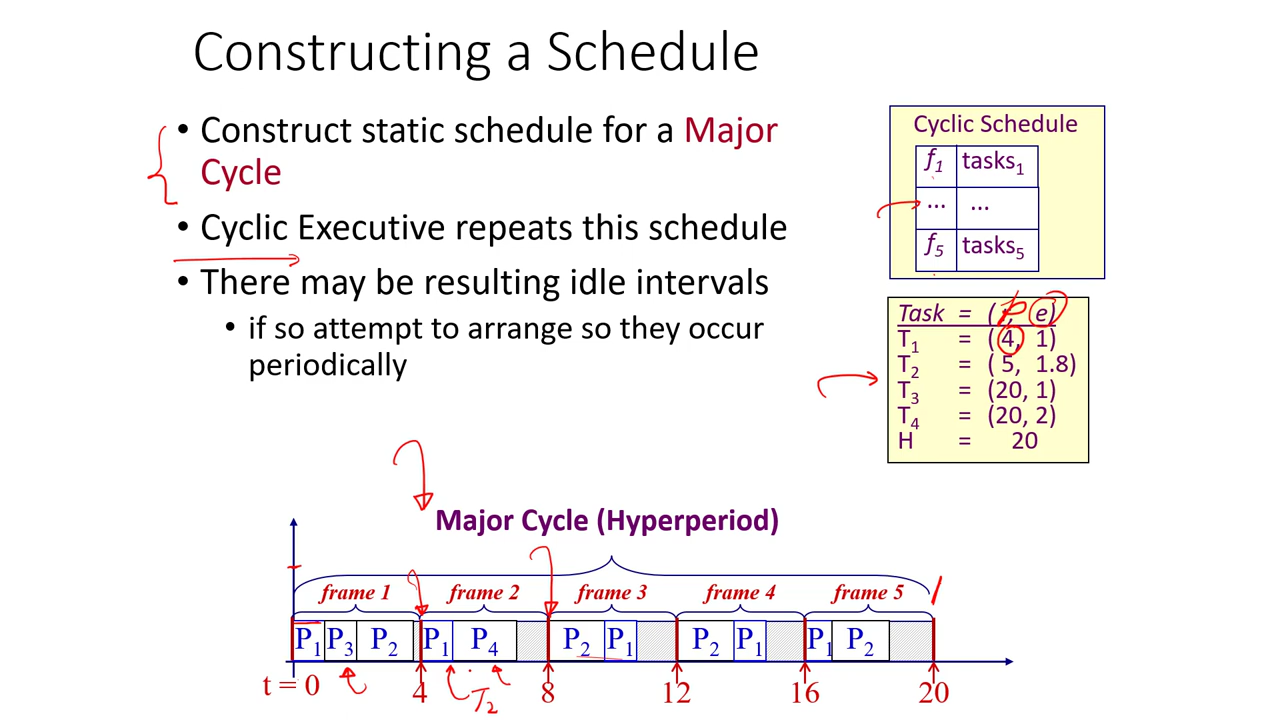 Constructing a Schedule
• Construct static schedule for a Major
Cycle
• Cyclic Executive repeats this schedule
• There may be resulting idle intervals
• if so attempt to arrange so they occur
periodically
Cyclic Schedule
f1 tasks1
... ...
f5 tasks5
Task = (p, e)
T1 = ( 4, 1)
T2 = ( 5, 1.8)
T3 = (20, 1)
T4 = (20, 2)
H = 20
Major Cycle (Hyperperiod)
frame 1 frame 2 frame 3 frame 4 frame 5
P1 P3 P2 P1 P4 P2 P1 P2 P1 P1 P2
t = 0 4 8 12 16 20
T2